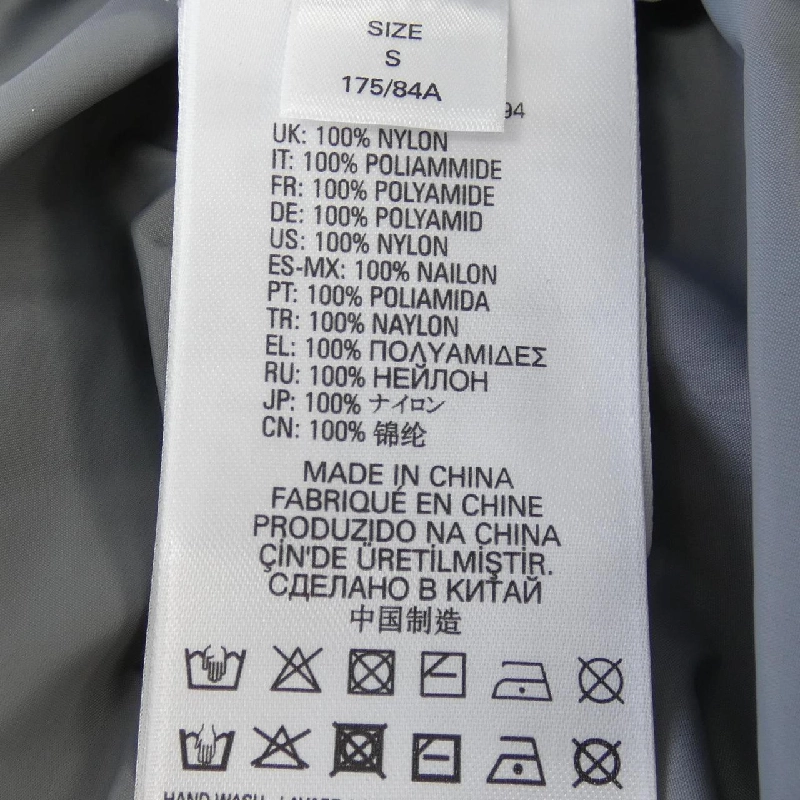 SIZE
S
175/84A
94
UK: 100% NYLON
IT: 100% POLIAMMIDE
FR: 100% POLYAMIDE
DE: 100% POLYAMID
US: 100% NYLON
ES-MX: 100% NAILON
PT: 100% POLIAMIDA
TR: 100% NAYLON
EL: 100% ΠΟΛΥΑΜΙΔΕΣ
RU: 100% НЕЙЛОН
JP: 100% ナイロン
CN: 100% 锦纶
MADE IN CHINA
FABRIQUÉ EN CHINE
PRODUZIDO NA CHINA
ÇİN'DE ÜRETİLMİŞTİR.
СДЕЛАНО В КИТАЙ
中国制造
HAND WASH